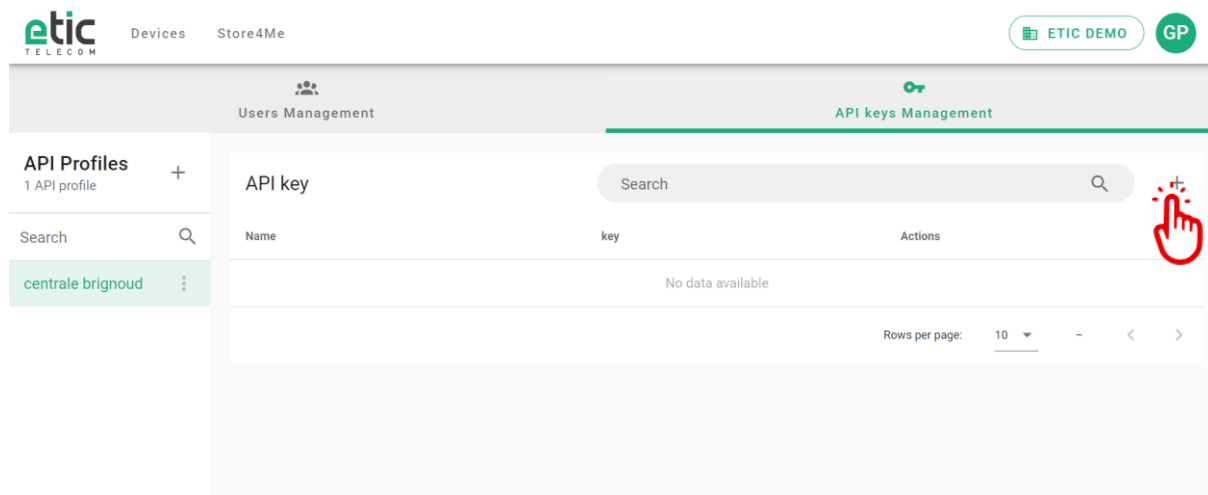 etic
TELECOM
Devices
Store4Me
ETIC DEMO
GP
Users Management
API keys Management
API Profiles
1 API profile
Search
centrale brignoud
API key
Search
Name
key
Actions
No data available
Rows per page:
10
–